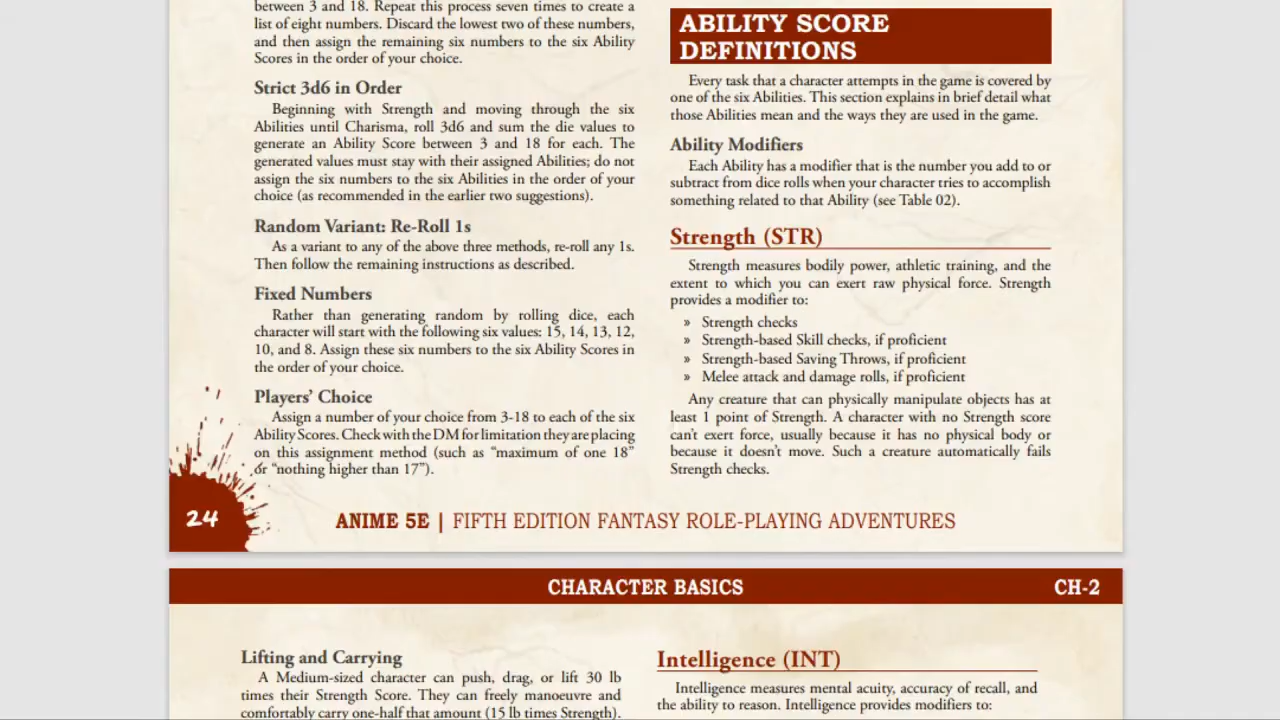 between 3 and 18. Repeat this process seven times to create a
list of eight numbers. Discard the lowest two of these numbers,
and then assign the remaining six numbers to the six Ability
Scores in the order of your choice.
Strict 3d6 in Order
Beginning with Strength and moving through the six
Abilities until Charisma, roll 3d6 and sum the die values to
generate an Ability Score between 3 and 18 for each. The
generated values must stay with their assigned Abilities; do not
assign the six numbers to the six Abilities in the order of your
choice (as recommended in the earlier two suggestions).
Random Variant: Re-Roll 1s
As a variant to any of the above three methods, re-roll any 1s.
Then follow the remaining instructions as described.
Fixed Numbers
Rather than generating random by rolling dice, each
character will start with the following six values: 15, 14, 13, 12,
10, and 8. Assign these six numbers to the six Ability Scores in
the order of your choice.
Players' Choice
Assign a number of your choice from 3-18 to each of the six
Ability Scores. Check with the DM for limitation they are placing
on this assignment method (such as “maximum of one 18”
or “nothing higher than 17”).
ABILITY SCORE
DEFINITIONS
Every task that a character attempts in the game is covered by
one of the six Abilities. This section explains in brief detail what
those Abilities mean and the ways they are used in the game.
Ability Modifiers
Each Ability has a modifier that is the number you add to or
subtract from dice rolls when your character tries to accomplish
something related to that Ability (see Table 02).
Strength (STR)
Strength measures bodily power, athletic training, and the
extent to which you can exert raw physical force. Strength
provides a modifier to:
» Strength checks
» Strength-based Skill checks, if proficient
» Strength-based Saving Throws, if proficient
» Melee attack and damage rolls, if proficient
Any creature that can physically manipulate objects has at
least 1 point of Strength. A character with no Strength score
can't exert force, usually because it has no physical body or
because it doesn't move. Such a creature automatically fails
Strength checks.
24
ANIME 5E | FIFTH EDITION FANTASY ROLE-PLAYING ADVENTURES
CHARACTER BASICS
CH-2
Lifting and Carrying
A Medium-sized character can push, drag, or lift 30 lb
times their Strength Score. They can freely manoeuvre and
comfortably carry one-half that amount (15 lb times Strength).
Intelligence (INT)
Intelligence measures mental acuity, accuracy of recall, and
the ability to reason. Intelligence provides modifiers to: